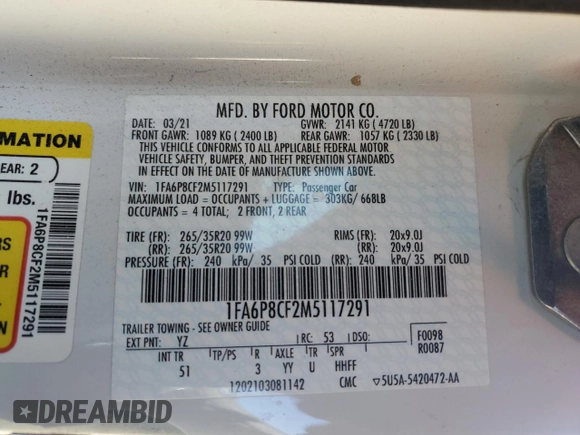 MFD. BY FORD MOTOR CO.
DATE: 03/21 GVWR: 2141 KG ( 4720 LB)
FRONT GAWR: 1089 KG ( 2400 LB) REAR GAWR: 1057 KG ( 2330 LB)
THIS VEHICLE CONFORMS TO ALL APPLICABLE FEDERAL MOTOR
VEHICLE SAFETY, BUMPER, AND THEFT PREVENTION STANDARDS
IN EFFECT ON THE DATE OF MANUFACTURE SHOWN ABOVE.
VIN: 1FA6P8CF2M5117291 TYPE: Passenger Car
MAXIMUM LOAD = OCCUPANTS + LUGGAGE = 303KG/ 668LB
OCCUPANTS = 4 TOTAL; 2 FRONT, 2 REAR
TIRE (FR): 265/35R20 99W RIMS (FR): 20x9.0J
(RR): 265/35R20 99W (RR): 20x9.0J
PRESSURE (FR): 240 kPa/ 35 PSI COLD (RR): 240 kPa/ 35 PSI COLD
1FA6P8CF2M5117291
TRAILER TOWING - SEE OWNER GUIDE
EXT PNT: YZ RC: 53 DSO: F0098
R0087
INT TR TP/PS R AXLE TR SPR
51 3 YY U HHFF
1202103081142 CMC ▽5U5A-5420472-AA
RMATION
EAR: 2
lbs.
RS
R
1FA6P8CF2M5117291
DREAMBID